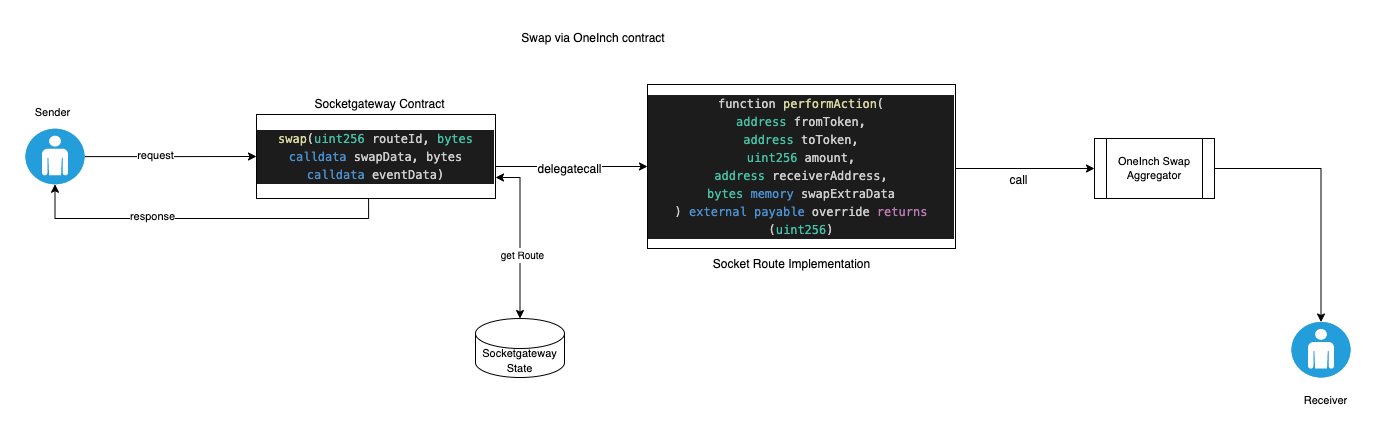 Swap via OneInch contract
Sender
request
response
Socketgateway Contract
swap(uint256 routeId, bytes
calldata swapData, bytes
calldata eventData)
delegatecall
get Route
Socketgateway
State
function performAction(
address fromToken,
address toToken,
uint256 amount,
address receiverAddress,
bytes memory swapExtraData
) external payable override returns
(uint256)
Socket Route Implementation
call
OneInch Swap
Aggregator
Receiver